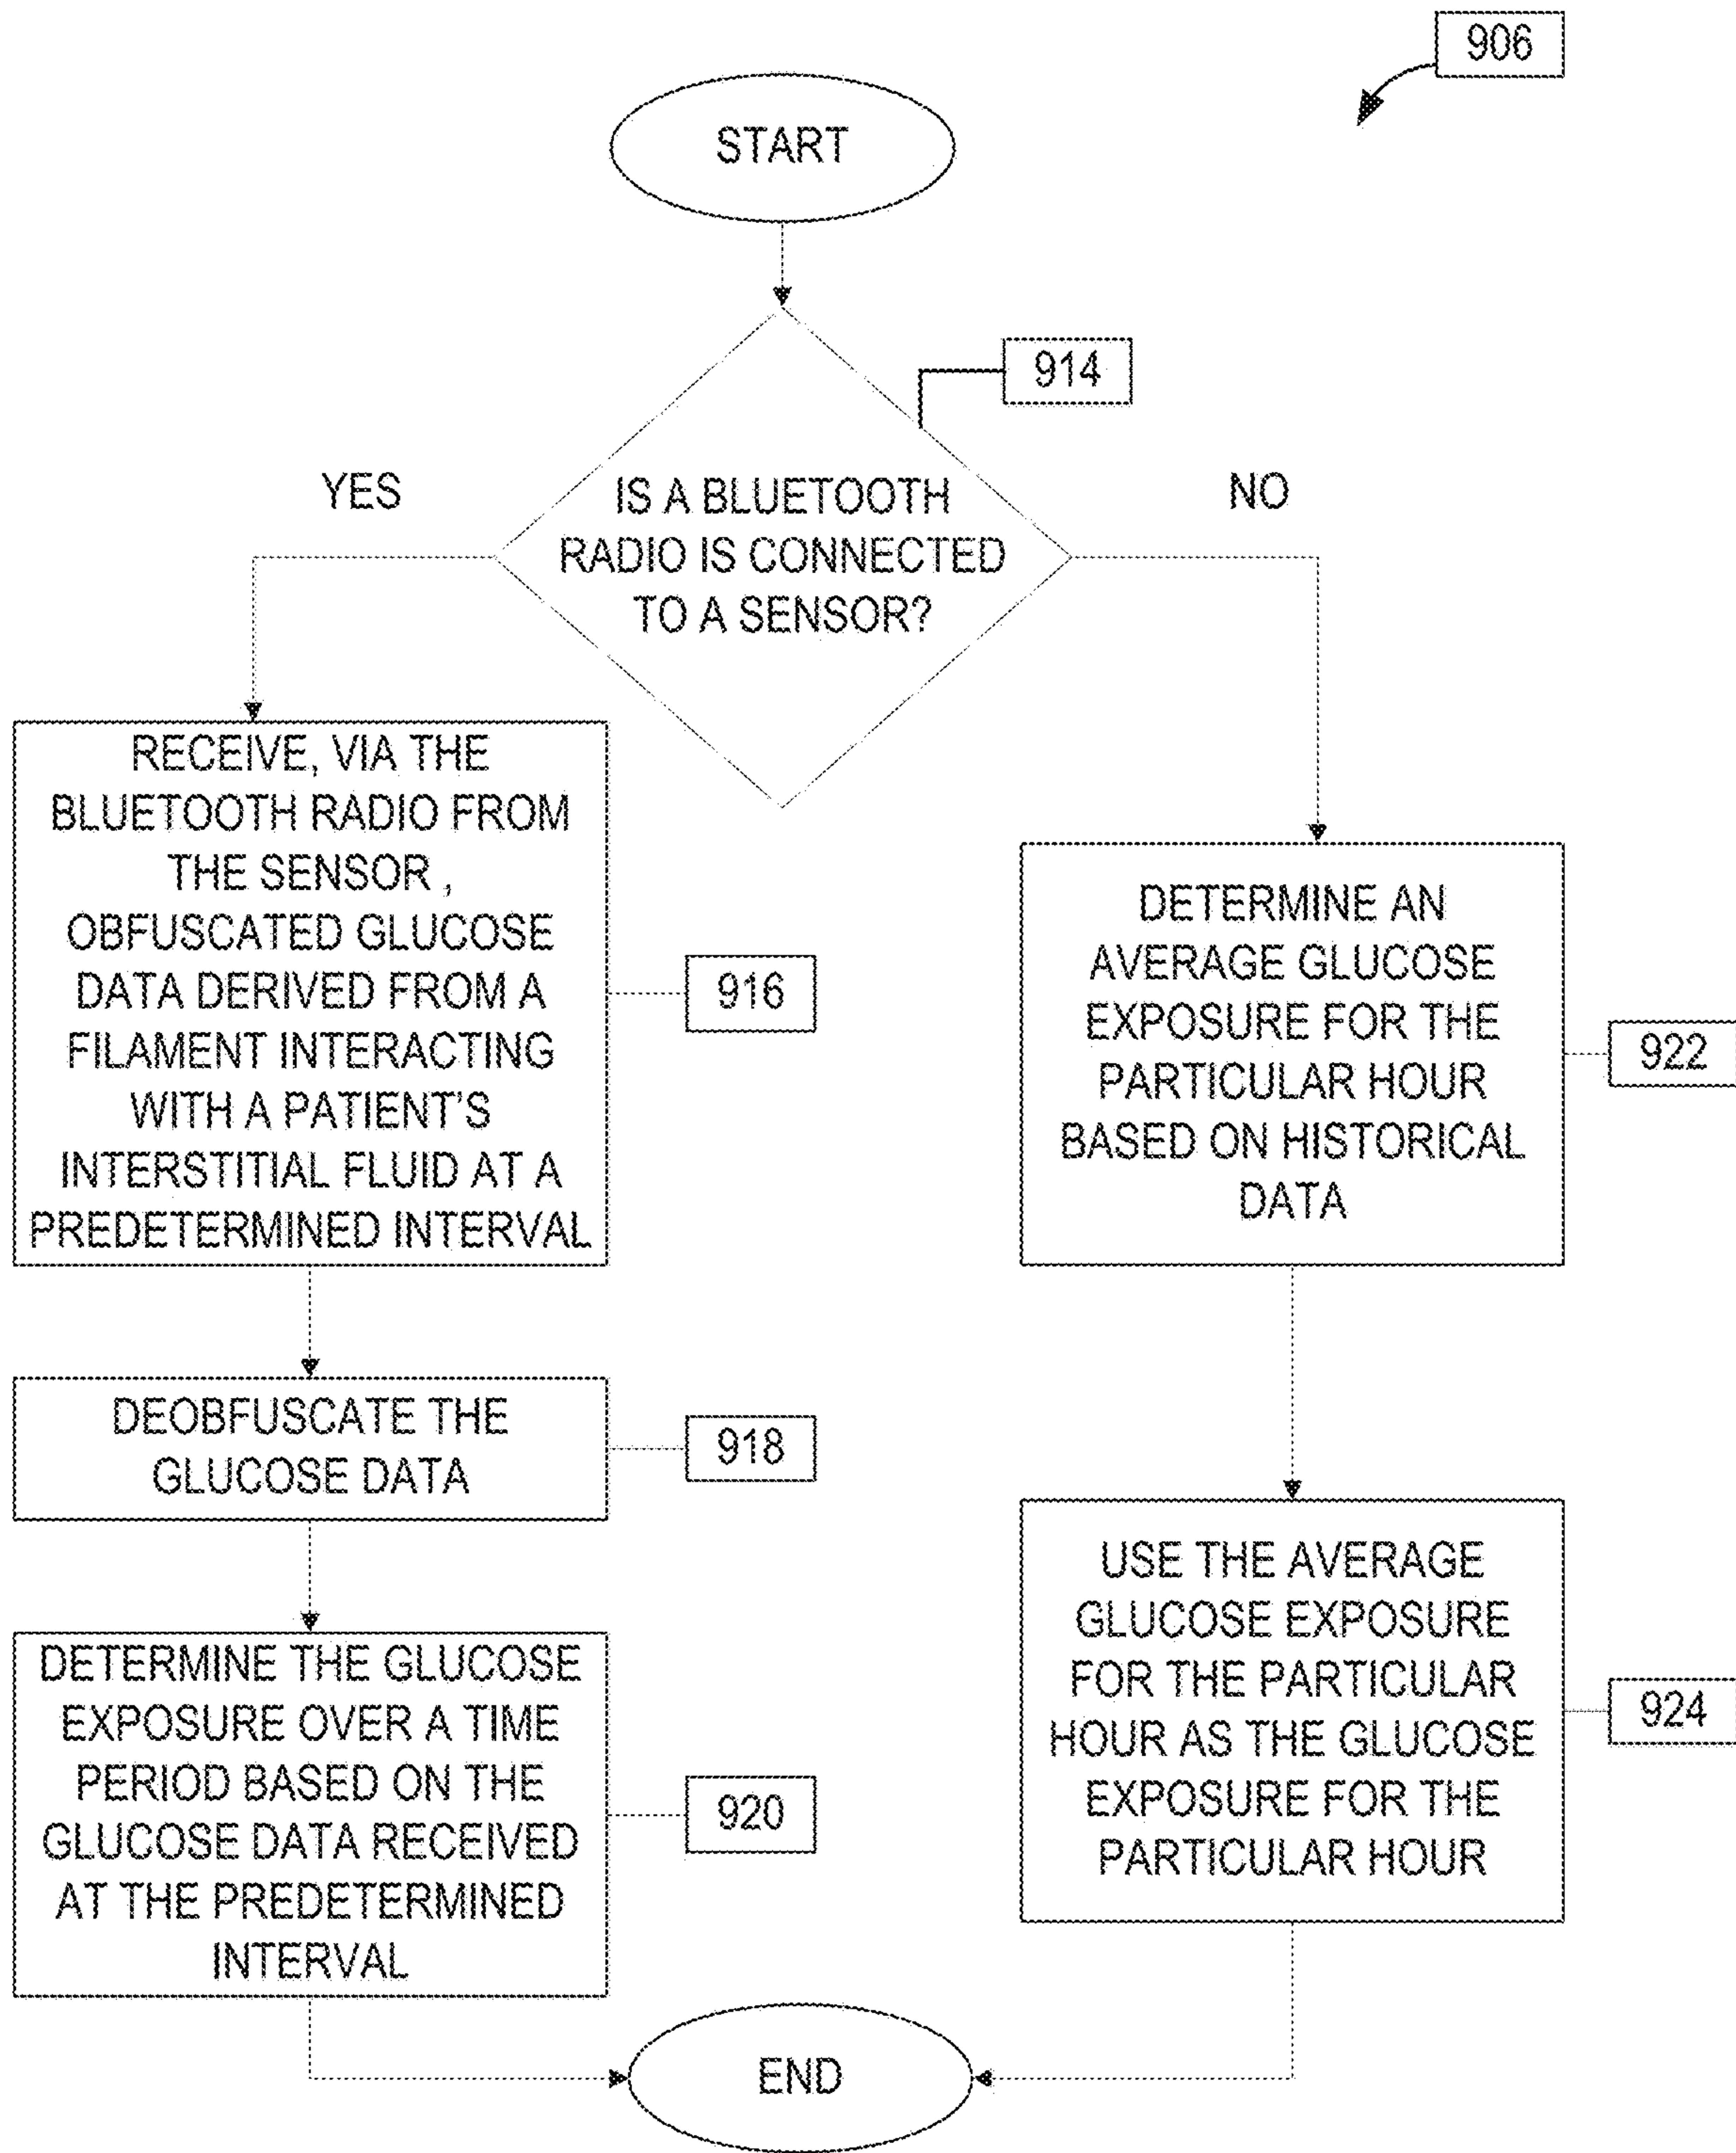 906
START
914
YES
NO
IS A BLUETOOTH
RADIO IS CONNECTED
TO A SENSOR?
RECEIVE, VIA THE
BLUETOOTH RADIO FROM
THE SENSOR ,
OBFUSCATED GLUCOSE
DATA DERIVED FROM A
FILAMENT INTERACTING
WITH A PATIENT'S
INTERSTITIAL FLUID AT A
PREDETERMINED INTERVAL
916
DEOBFUSCATE THE
GLUCOSE DATA
918
DETERMINE THE GLUCOSE
EXPOSURE OVER A TIME
PERIOD BASED ON THE
GLUCOSE DATA RECEIVED
AT THE PREDETERMINED
INTERVAL
920
DETERMINE AN
AVERAGE GLUCOSE
EXPOSURE FOR THE
PARTICULAR HOUR
BASED ON HISTORICAL
DATA
922
USE THE AVERAGE
GLUCOSE EXPOSURE
FOR THE PARTICULAR
HOUR AS THE GLUCOSE
EXPOSURE FOR THE
PARTICULAR HOUR
924
END